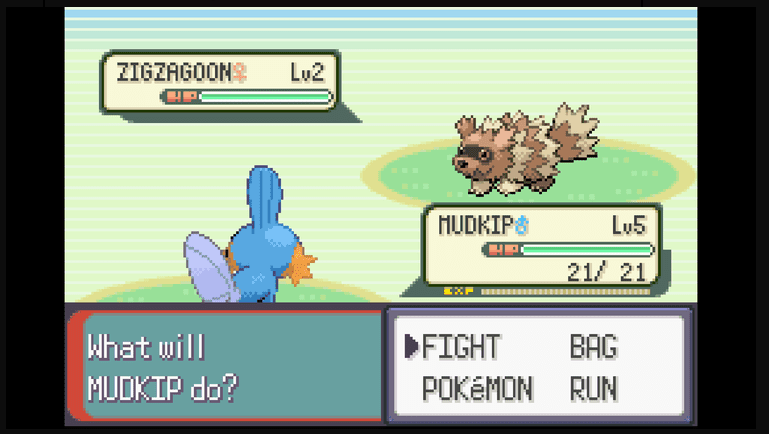 ZIGZAGOON♀ Lv2
HP
MUDKIP♂ Lv5
HP
21/ 21
EXP
What will
MUDKIP do?
▶FIGHT BAG
POKéMON RUN